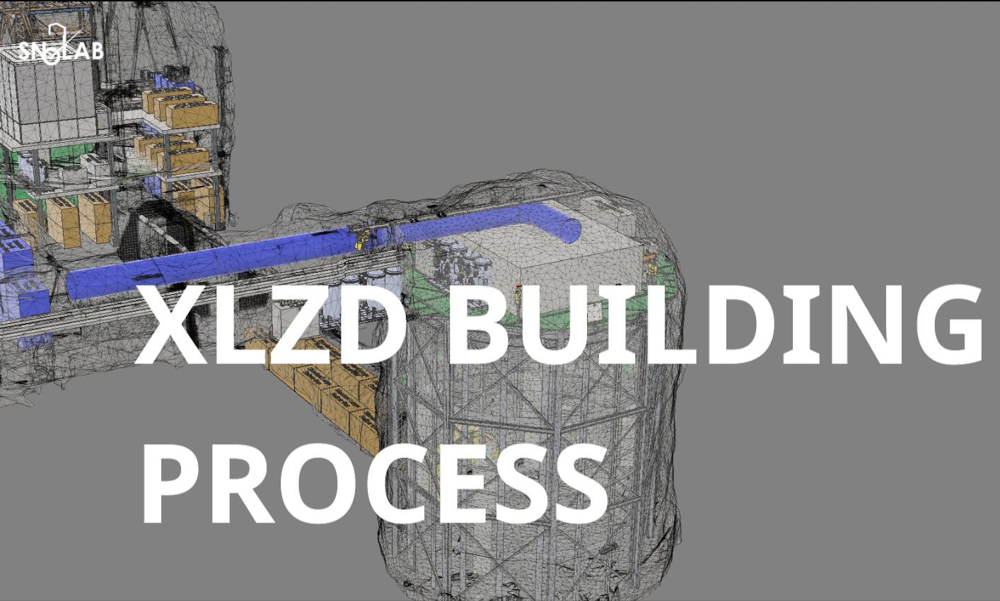 SNOLAB
XLZD BUILDING
PROCESS